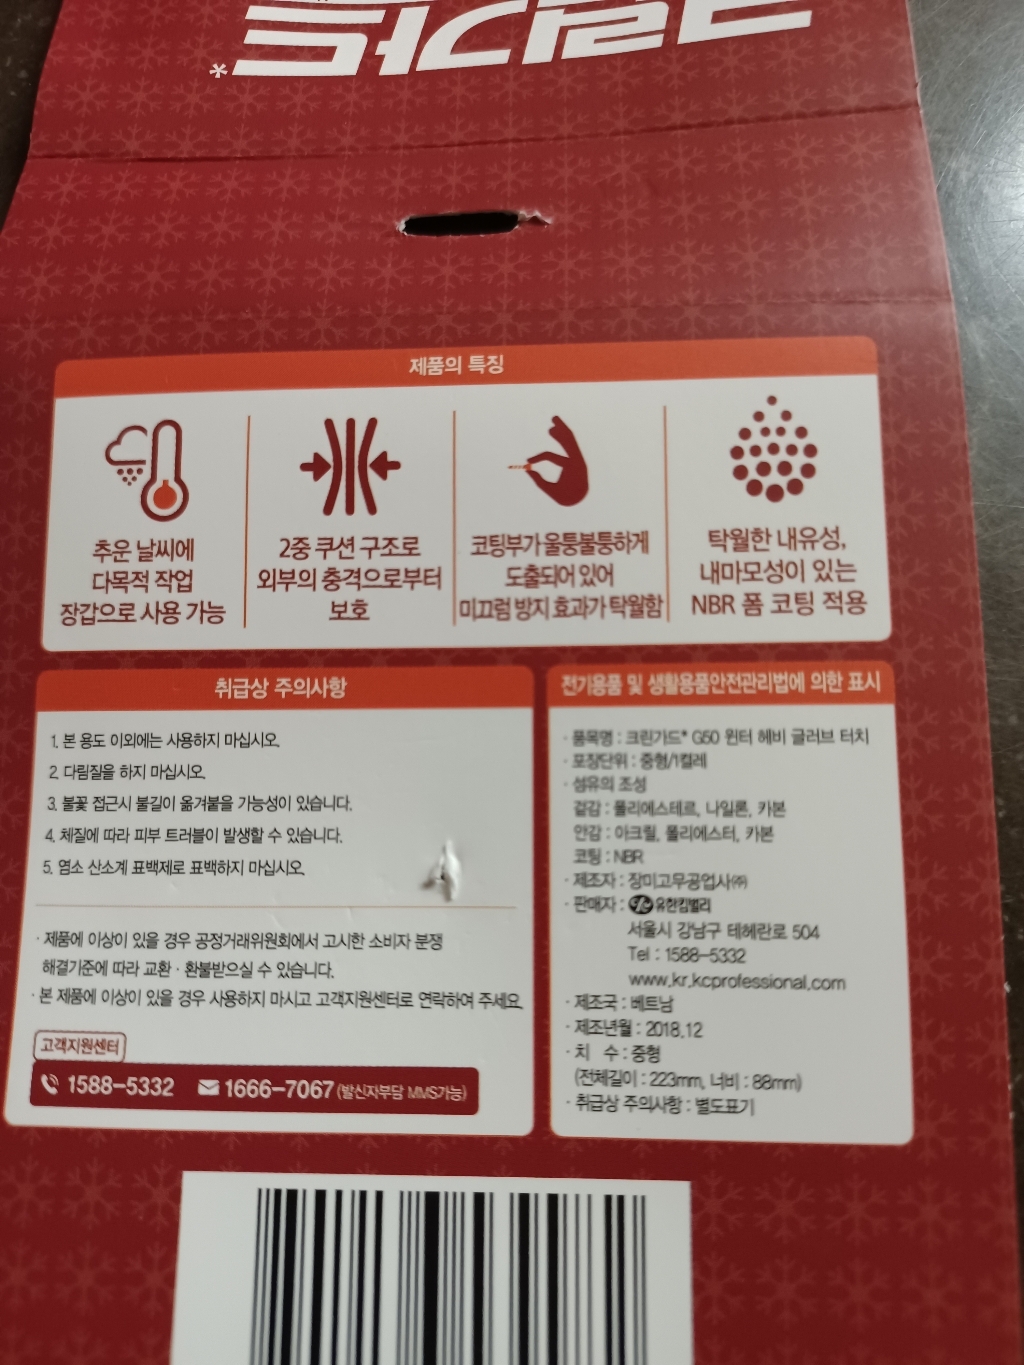 크린가드*
제품의 특징
추운 날씨에
다목적 작업
장갑으로 사용 가능
2중 쿠션 구조로
외부의 충격으로부터
보호
코팅부가 울퉁불퉁하게
도출되어 있어
미끄럼 방지 효과가 탁월함
탁월한 내유성,
내마모성이 있는
NBR 폼 코팅 적용
취급상 주의사항
1. 본 용도 이외에는 사용하지 마십시오.
2. 다림질을 하지 마십시오.
3. 불꽃 접근시 불길이 옮겨붙을 가능성이 있습니다.
4. 체질에 따라 피부 트러블이 발생할 수 있습니다.
5. 염소 산소계 표백제로 표백하지 마십시오.
· 제품에 이상이 있을 경우 공정거래위원회에서 고시한 소비자 분쟁
해결기준에 따라 교환 · 환불받으실 수 있습니다.
· 본 제품에 이상이 있을 경우 사용하지 마시고 고객지원센터로 연락하여 주세요.
고객지원센터
1588-5332 1666-7067 (발신자부담 MMS가능)
전기용품 및 생활용품안전관리법에 의한 표시
· 품목명 : 크린가드* G50 윈터 헤비 글러브 터치
· 포장단위 : 중형/1켤레
· 섬유의 조성
겉감 : 폴리에스테르, 나일론, 카본
안감 : 아크릴, 폴리에스터, 카본
코팅 : NBR
· 제조자 : 장미고무공업사㈜
· 판매자 : 유한킴벌리
서울시 강남구 테헤란로 504
Tel : 1588-5332
www.kr.kcprofessional.com
· 제조국 : 베트남
· 제조년월 : 2018.12
· 치 수 : 중형
(전체길이 : 223mm, 너비 : 88mm)
· 취급상 주의사항 : 별도표기